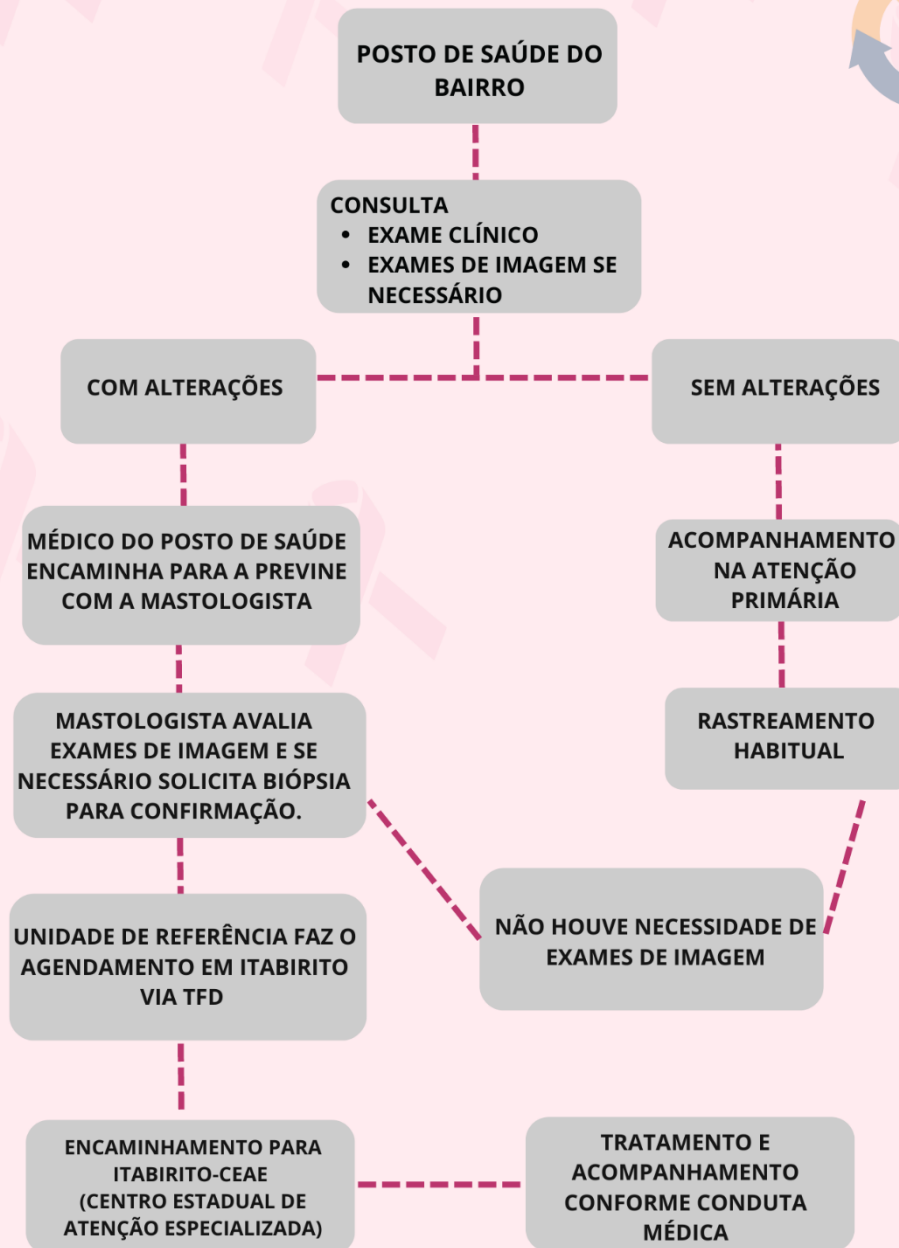 POSTO DE SAÚDE DO
BAIRRO
CONSULTA
• EXAME CLÍNICO
• EXAMES DE IMAGEM SE
NECESSÁRIO
COM ALTERAÇÕES
SEM ALTERAÇÕES
MÉDICO DO POSTO DE SAÚDE
ENCAMINHA PARA A PREVINE
COM A MASTOLOGISTA
ACOMPANHAMENTO
NA ATENÇÃO
PRIMÁRIA
MASTOLOGISTA AVALIA
EXAMES DE IMAGEM E SE
NECESSÁRIO SOLICITA BIÓPSIA
PARA CONFIRMAÇÃO.
RASTREAMENTO
HABITUAL
NÃO HOUVE NECESSIDADE DE
EXAMES DE IMAGEM
UNIDADE DE REFERÊNCIA FAZ O
AGENDAMENTO EM ITABIRITO
VIA TFD
ENCAMINHAMENTO PARA
ITABIRITO-CEAE
(CENTRO ESTADUAL DE
ATENÇÃO ESPECIALIZADA)
TRATAMENTO E
ACOMPANHAMENTO
CONFORME CONDUTA
MÉDICA